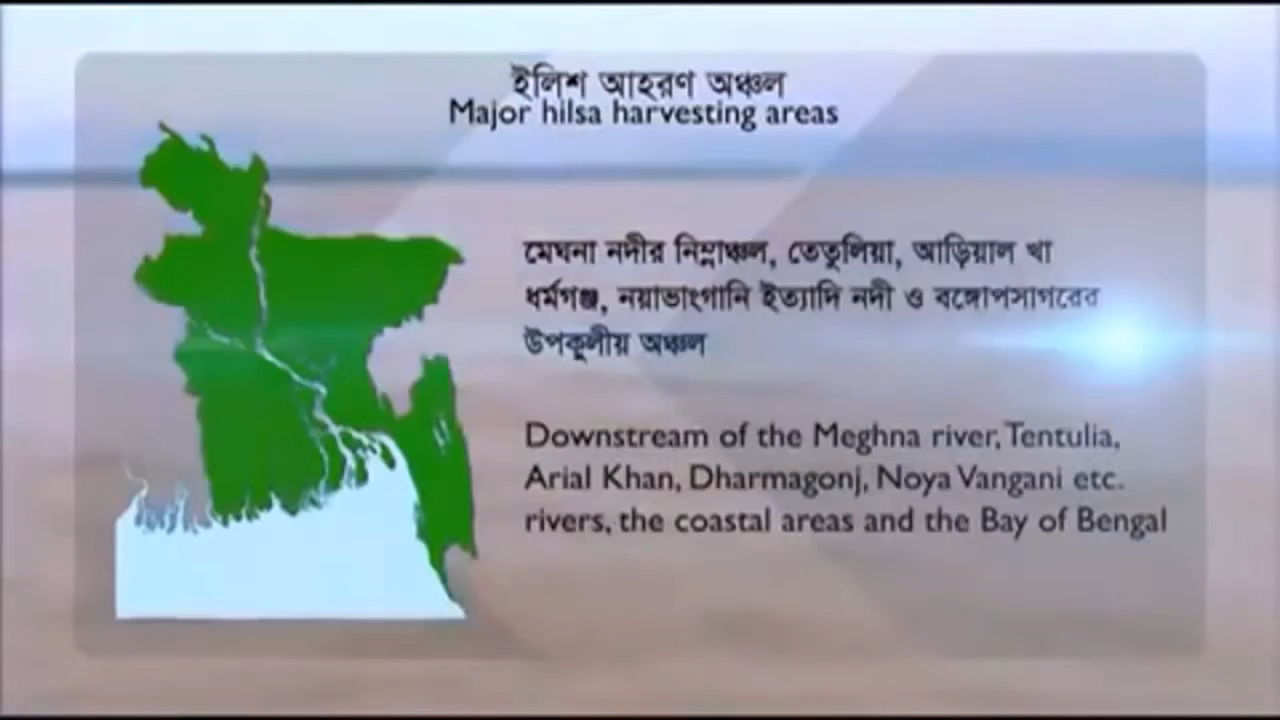 ইলিশ আহরণ অঞ্চল
Major hilsa harvesting areas
মেঘনা নদীর নিম্নাঞ্চল, তেতুলিয়া, আড়িয়াল খা
ধর্মগঞ্জ, নয়াভাংগানি ইত্যাদি নদী ও বঙ্গোপসাগরের
উপকূলীয় অঞ্চল
Downstream of the Meghna river, Tentulia,
Arial Khan, Dharmagonj, Noya Vangani etc.
rivers, the coastal areas and the Bay of Bengal